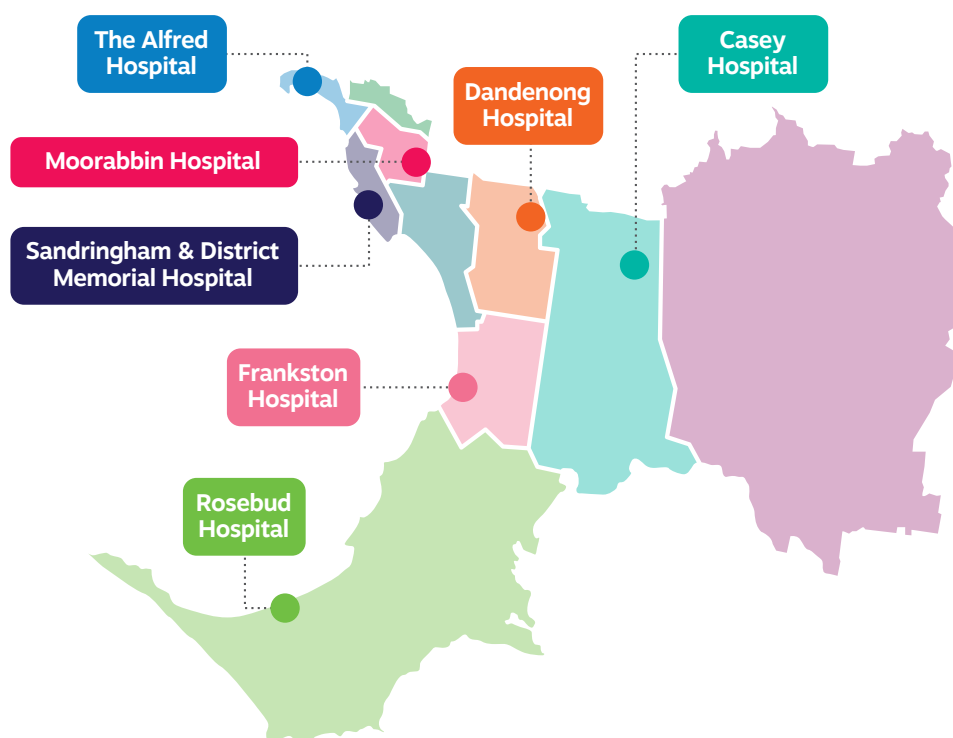 The Alfred
Hospital
Casey
Hospital
Dandenong
Hospital
Moorabbin Hospital
Sandringham & District
Memorial Hospital
Frankston
Hospital
Rosebud
Hospital